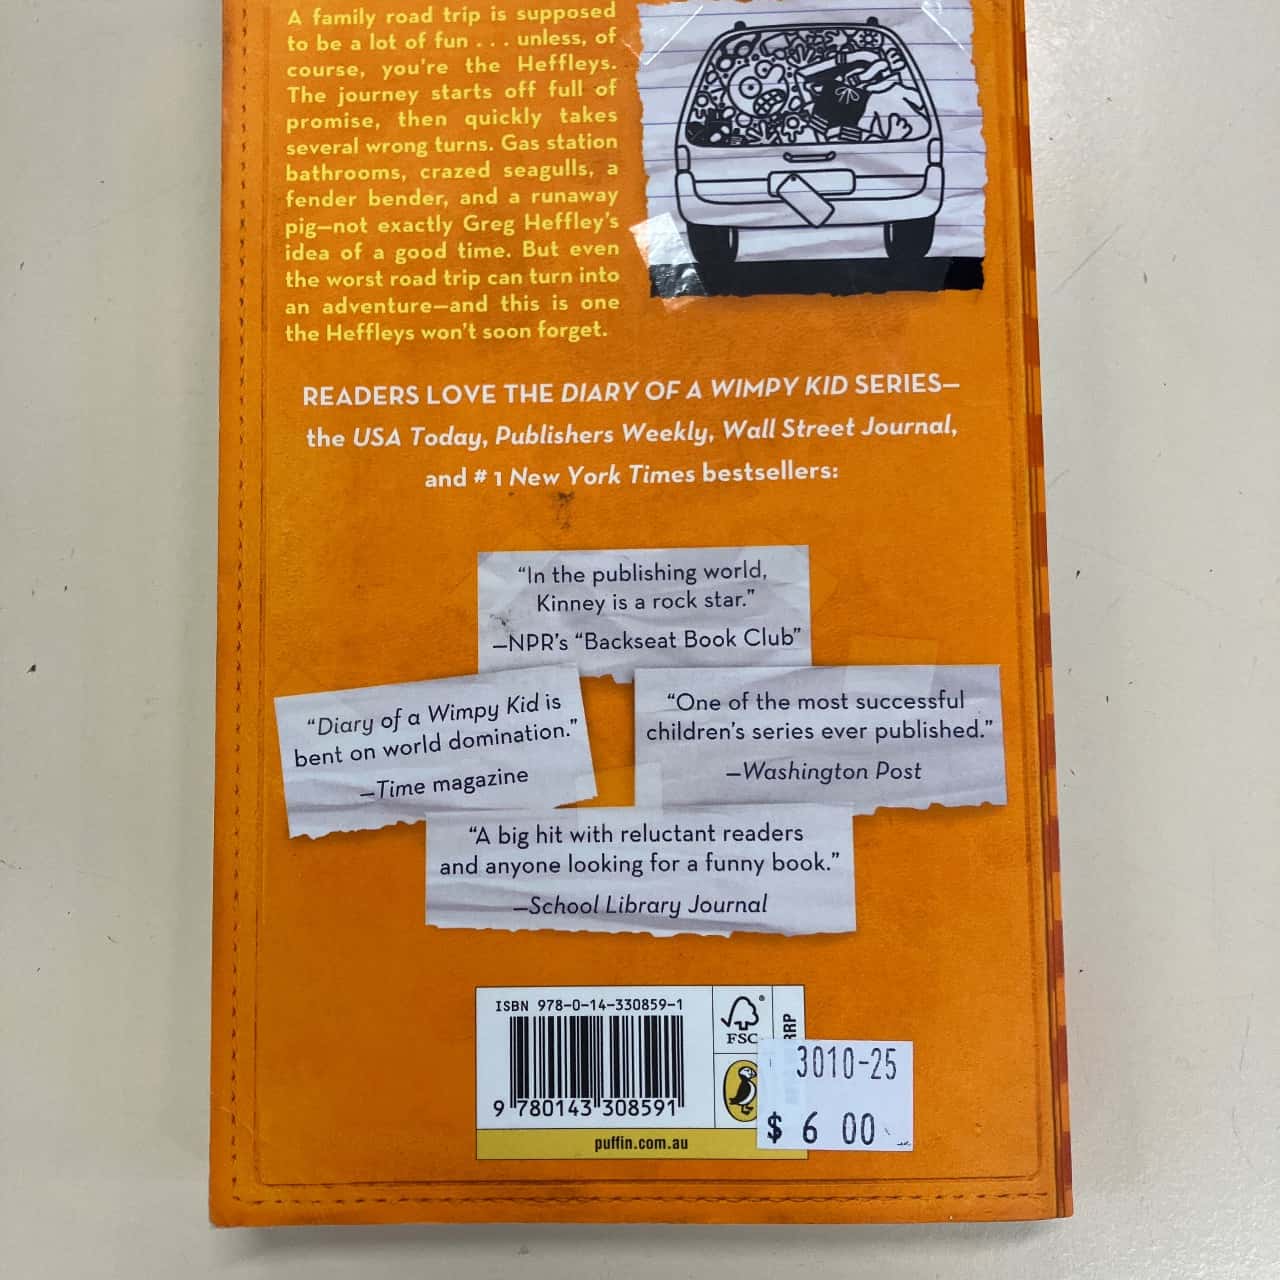 A family road trip is supposed
to be a lot of fun . . . unless, of
course, you're the Heffleys.
The journey starts off full of
promise, then quickly takes
several wrong turns. Gas station
bathrooms, crazed seagulls, a
fender bender, and a runaway
pig—not exactly Greg Heffley's
idea of a good time. But even
the worst road trip can turn into
an adventure—and this is one
the Heffleys won't soon forget.
READERS LOVE THE DIARY OF A WIMPY KID SERIES—
the USA Today, Publishers Weekly, Wall Street Journal,
and #1 New York Times bestsellers:
“In the publishing world,
Kinney is a rock star.”
—NPR's “Backseat Book Club”
“Diary of a Wimpy Kid is
bent on world domination.”
—Time magazine
“One of the most successful
children's series ever published.”
—Washington Post
“A big hit with reluctant readers
and anyone looking for a funny book.”
—School Library Journal
ISBN 978-0-14-330859-1
9 780143 308591
FSC
RRP
®
puffin.com.au
3010-25
$ 6 00